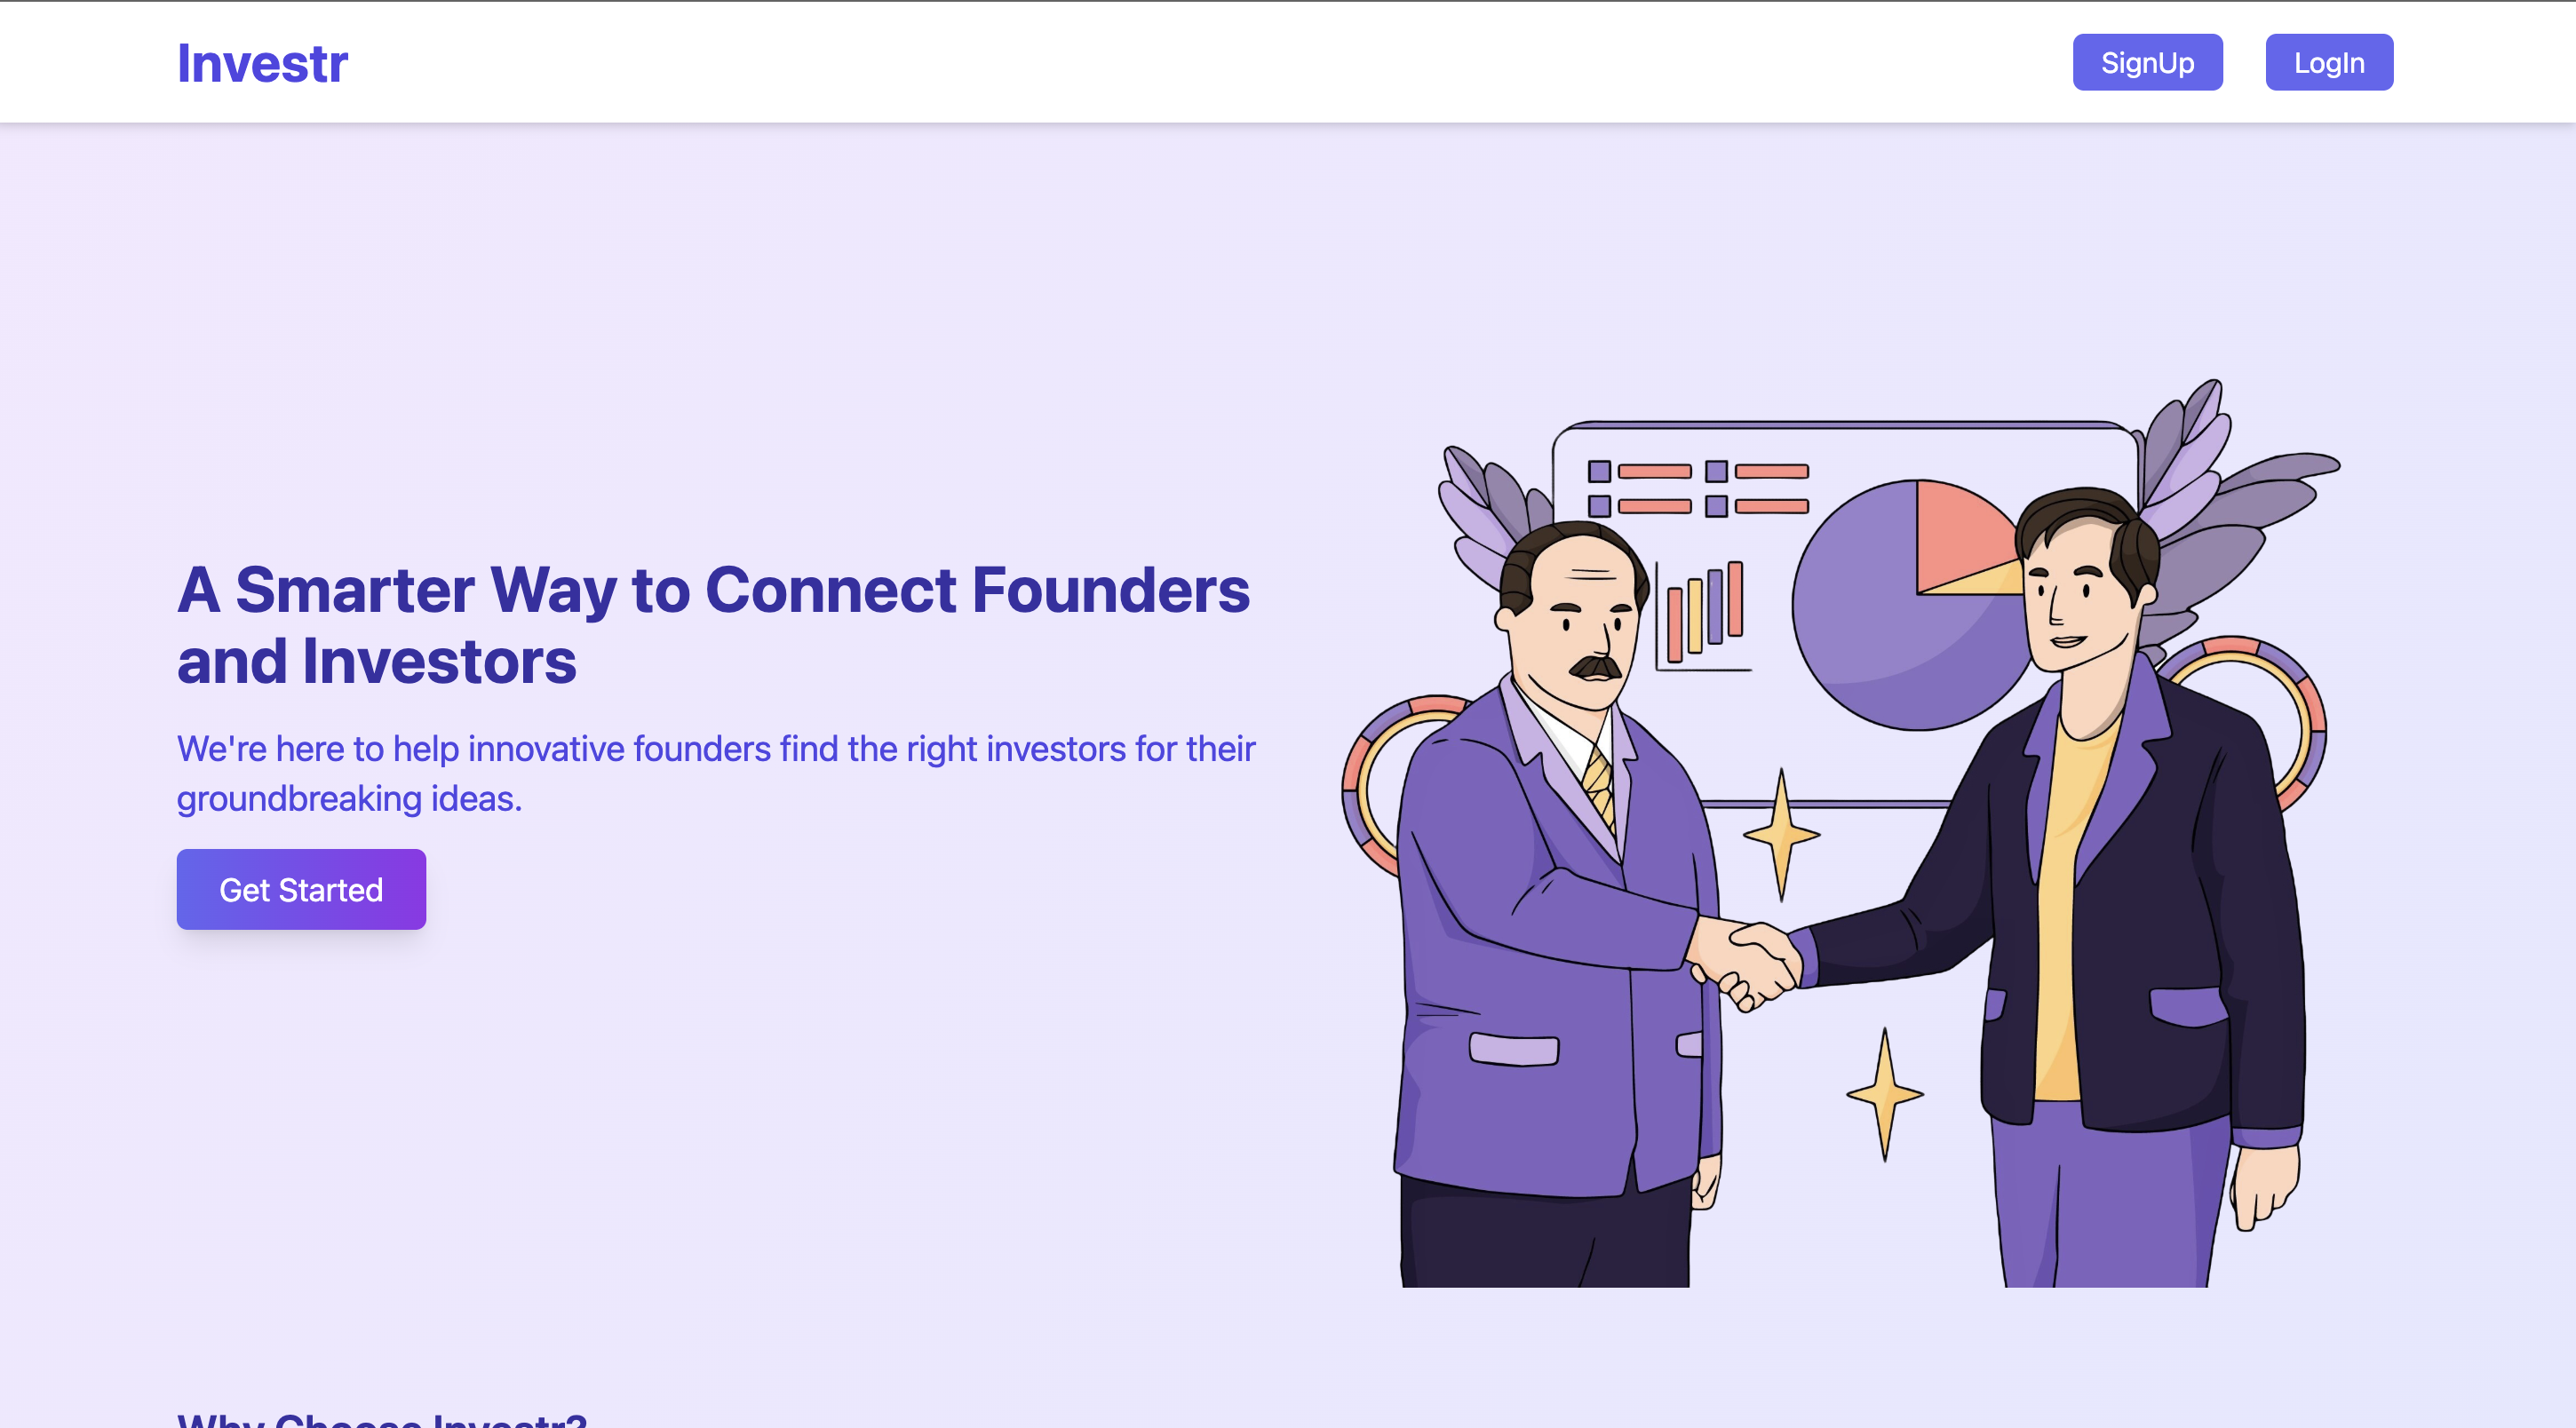 Investr
SignUp
LogIn
A Smarter Way to Connect Founders
and Investors
We're here to help innovative founders find the right investors for their
groundbreaking ideas.
Get Started
Why Choose Investr?